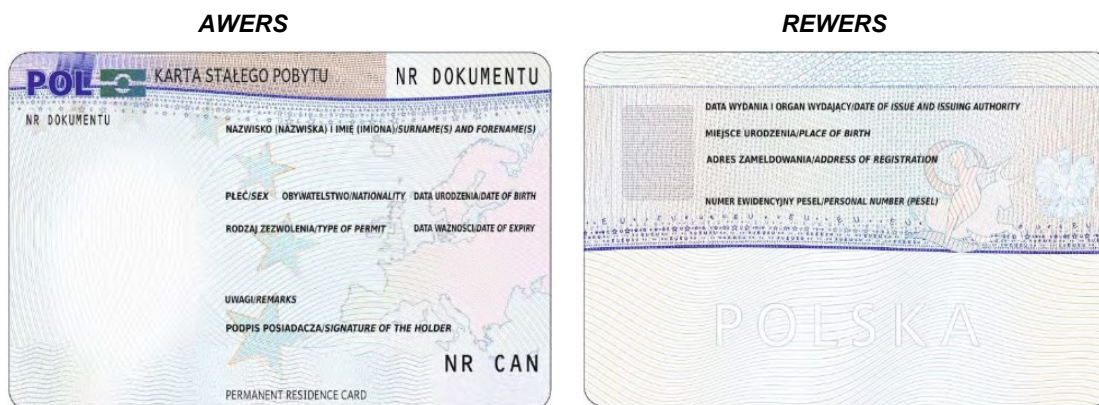 AWERS
REWERS
POL KARTA STAŁEGO POBYTU NR DOKUMENTU
NR DOKUMENTU
NAZWISKO (NAZWISKA) I IMIĘ (IMIONA)/SURNAME(S) AND FORENAME(S)
PŁEĆ/SEX OBYWATELSTWO/NATIONALITY DATA URODZENIA/DATE OF BIRTH
RODZAJ ZEZWOLENIA/TYPE OF PERMIT DATA WAŻNOŚCI/DATE OF EXPIRY
UWAGI/REMARKS
PODPIS POSIADACZA/SIGNATURE OF THE HOLDER
NR CAN
PERMANENT RESIDENCE CARD
DATA WYDANIA I ORGAN WYDAJĄCY/DATE OF ISSUE AND ISSUING AUTHORITY
MIEJSCE URODZENIA/PLACE OF BIRTH
ADRES ZAMELDOWANIA/ADDRESS OF REGISTRATION
NUMER EWIDENCYJNY PESEL/PERSONAL NUMBER (PESEL)
POLSKA